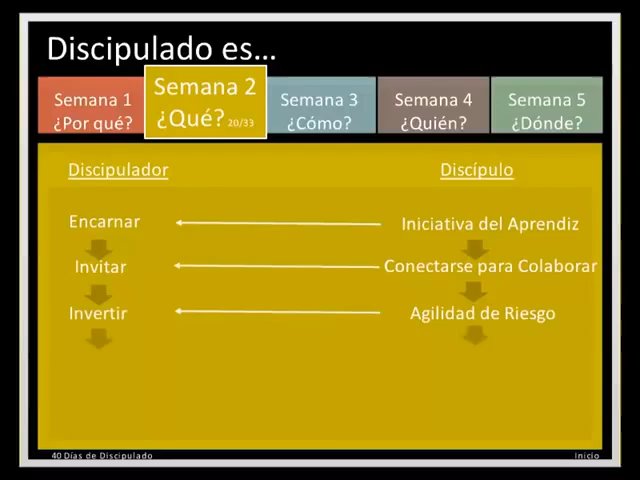 Discipulado es…
Semana 1
¿Por qué?
Semana 2
¿Qué? 20/33
Semana 3
¿Cómo?
Semana 4
¿Quién?
Semana 5
¿Dónde?
Discipulador
Discípulo
Encarnar
Iniciativa del Aprendiz
Invitar
Conectarse para Colaborar
Invertir
Agilidad de Riesgo
40 Días de Discipulado
Inicio